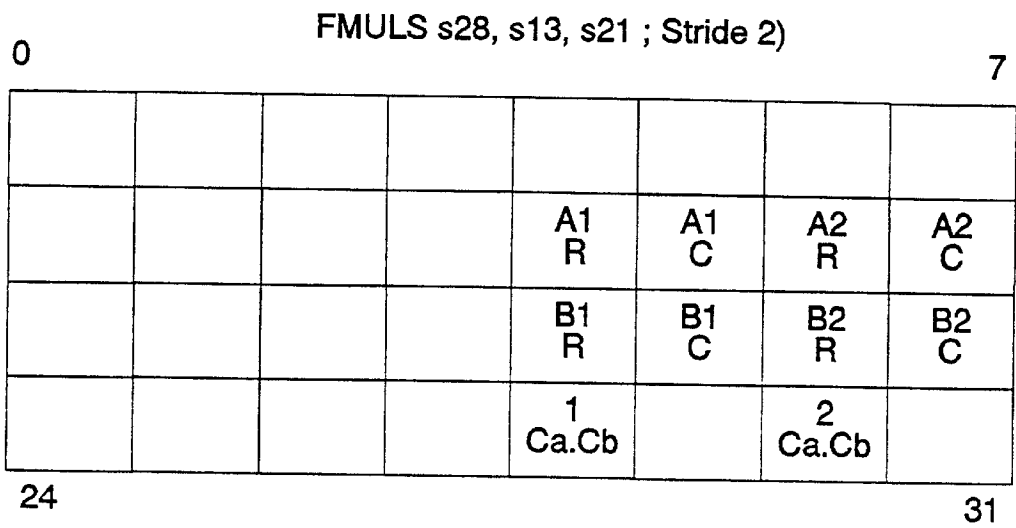 FMULS s28, s13, s21 ; Stride 2)
0 7
A1 A1 A2 A2
R C R C
B1 B1 B2 B2
R C R C
1 2
Ca.Cb Ca.Cb
24 31